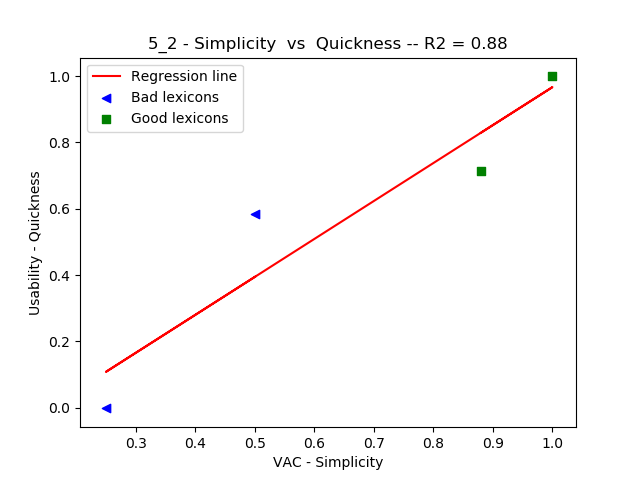 5_2 - Simplicity  vs  Quickness -- R2 = 0.88
Regression line
Bad lexicons
Good lexicons
Usability - Quickness
1.0
0.8
0.6
0.4
0.2
0.0
0.3 0.4 0.5 0.6 0.7 0.8 0.9 1.0
VAC - Simplicity